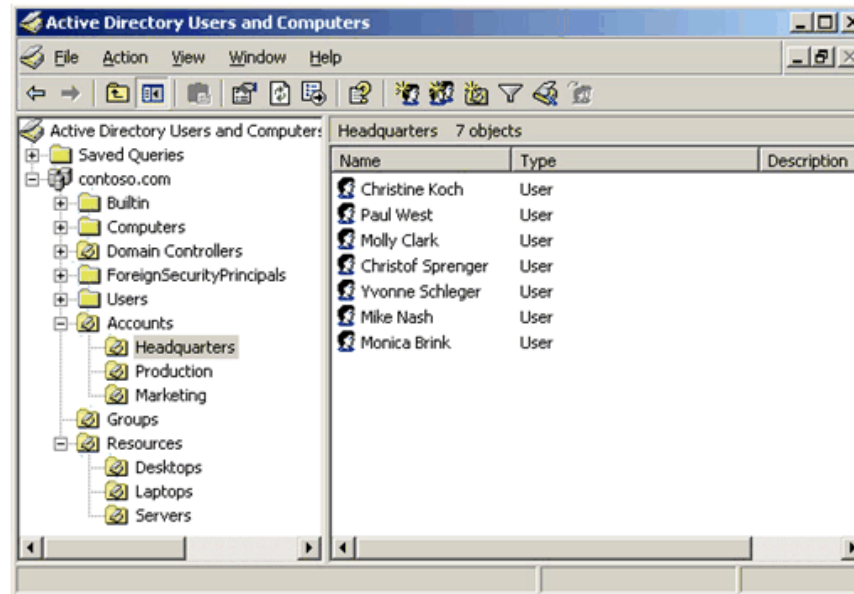 Active Directory Users and Computers
File Action View Window Help
Active Directory Users and Computers
Saved Queries
contoso.com
Builtin
Computers
Domain Controllers
ForeignSecurityPrincipals
Users
Accounts
Headquarters
Production
Marketing
Groups
Resources
Desktops
Laptops
Servers
Headquarters 7 objects
Name Type Description
Christine Koch User
Paul West User
Molly Clark User
Christof Sprenger User
Yvonne Schleger User
Mike Nash User
Monica Brink User